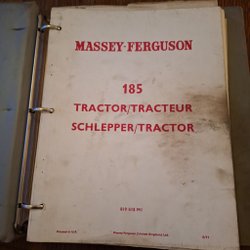 MASSEY-FERGUSON
185
TRACTOR/TRACTEUR
SCHLEPPER/TRACTOR